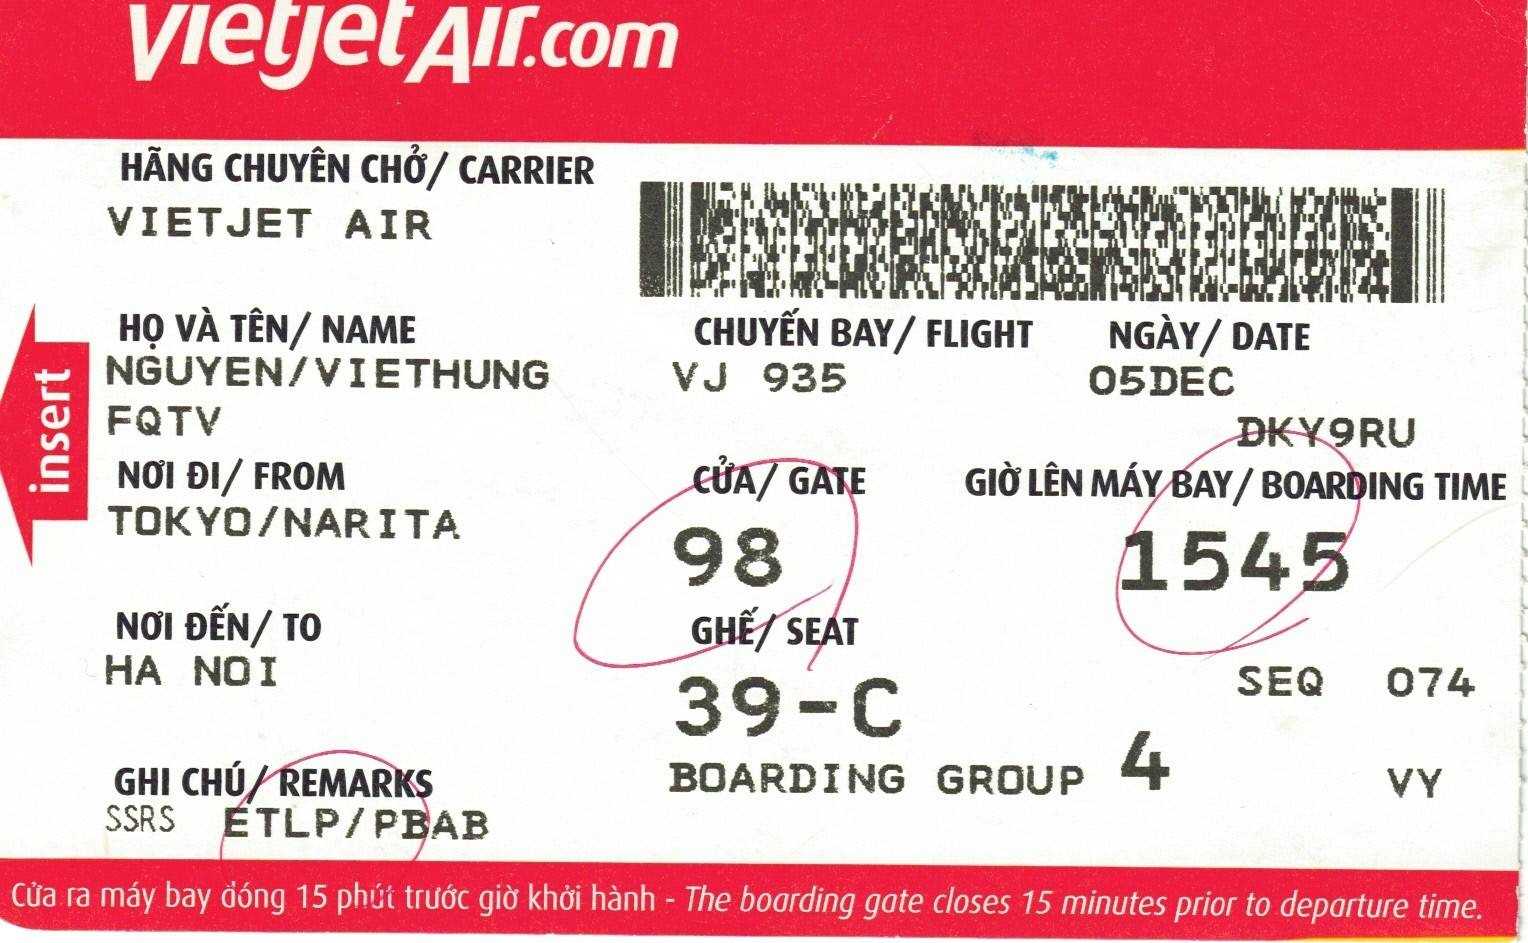 vietjetAir.com
HÃNG CHUYÊN CHỞ/ CARRIER
VIETJET AIR
HỌ VÀ TÊN/ NAME
CHUYẾN BAY/ FLIGHT
NGÀY/ DATE
NGUYEN/VIETHUNG
VJ 935
05DEC
FQTV
DKY9RU
insert
NƠI ĐI/ FROM
CỬA/ GATE
GIỜ LÊN MÁY BAY/ BOARDING TIME
TOKYO/NARITA
98
1545
NƠI ĐẾN/ TO
GHẾ/ SEAT
HA NOI
39-C
SEQ 074
GHI CHÚ/ REMARKS
BOARDING GROUP 4
VY
SSRS ETLP/PBAB
Cửa ra máy bay đóng 15 phút trước giờ khởi hành - The boarding gate closes 15 minutes prior to departure time.